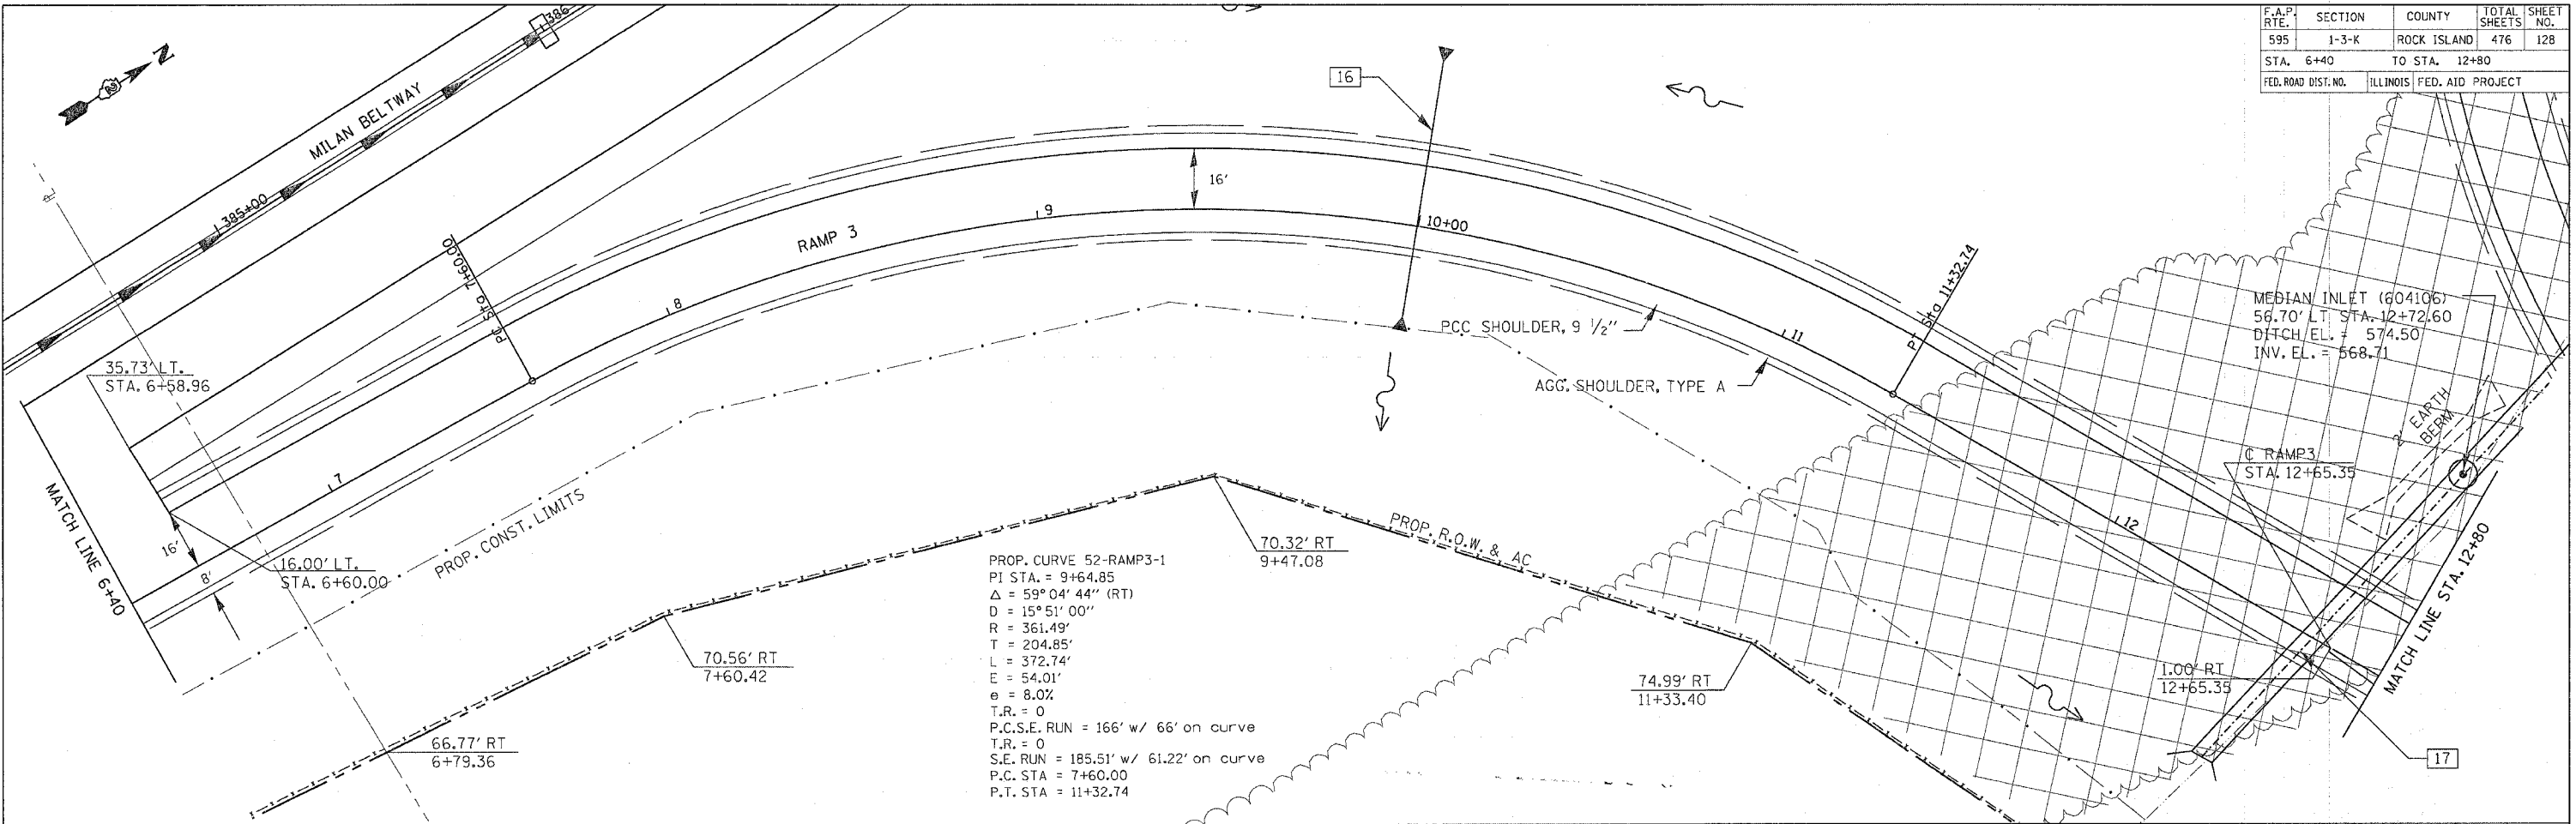 F.A.P. RTE. SECTION COUNTY TOTAL SHEETS SHEET NO.
595 1-3-K ROCK ISLAND 476 128
STA. 6+40 TO STA. 12+80
FED. ROAD DIST. NO. ILLINOIS FED. AID PROJECT
N
386
MILAN BELTWAY
385+00
16
16'
9
10+00
RAMP 3
PC Sta 7+60.00
8
PT Sta 11+32.74
11
PCC SHOULDER, 9 1/2"
AGG. SHOULDER, TYPE A
MEDIAN INLET (604106)
56.70' LT. STA. 12+72.60
DITCH EL. = 574.50
INV. EL. = 568.71
35.73' LT.
STA. 6+58.96
2' EARTH
BERM
℄ RAMP3
STA. 12+65.35
7
12
MATCH LINE 6+40
16'
8'
16.00' LT.
STA. 6+60.00
PROP. CONST. LIMITS
PROP. R.O.W. & AC
70.32' RT
9+47.08
PROP. CURVE 52-RAMP3-1
PI STA. = 9+64.85
Δ = 59° 04' 44" (RT)
D = 15° 51' 00"
R = 361.49'
T = 204.85'
L = 372.74'
E = 54.01'
e = 8.0%
T.R. = 0
P.C.S.E. RUN = 166' w/ 66' on curve
T.R. = 0
S.E. RUN = 185.51' w/ 61.22' on curve
P.C. STA = 7+60.00
P.T. STA = 11+32.74
70.56' RT
7+60.42
66.77' RT
6+79.36
74.99' RT
11+33.40
1.00' RT
12+65.35
MATCH LINE STA. 12+80
17